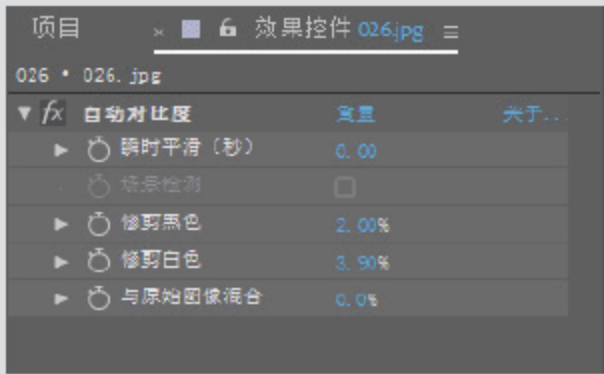 项目 × 效果控件 026.jpg ≡
026 • 026. jpg
fx 自动对比度 重置 关于...
瞬时平滑（秒） 0.00
场景检测
修剪黑色 2.00%
修剪白色 3.90%
与原始图像混合 0.0%